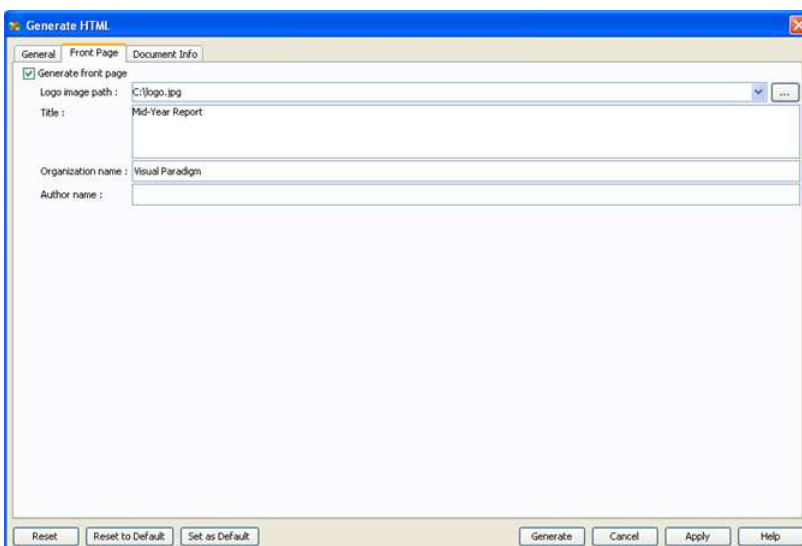 Generate HTML
General Front Page Document Info
Generate front page
Logo image path : C:\logo.jpg ...
Title : Mid-Year Report
Organization name : Visual Paradigm
Author name :
Reset Reset to Default Set as Default Generate Cancel Apply Help